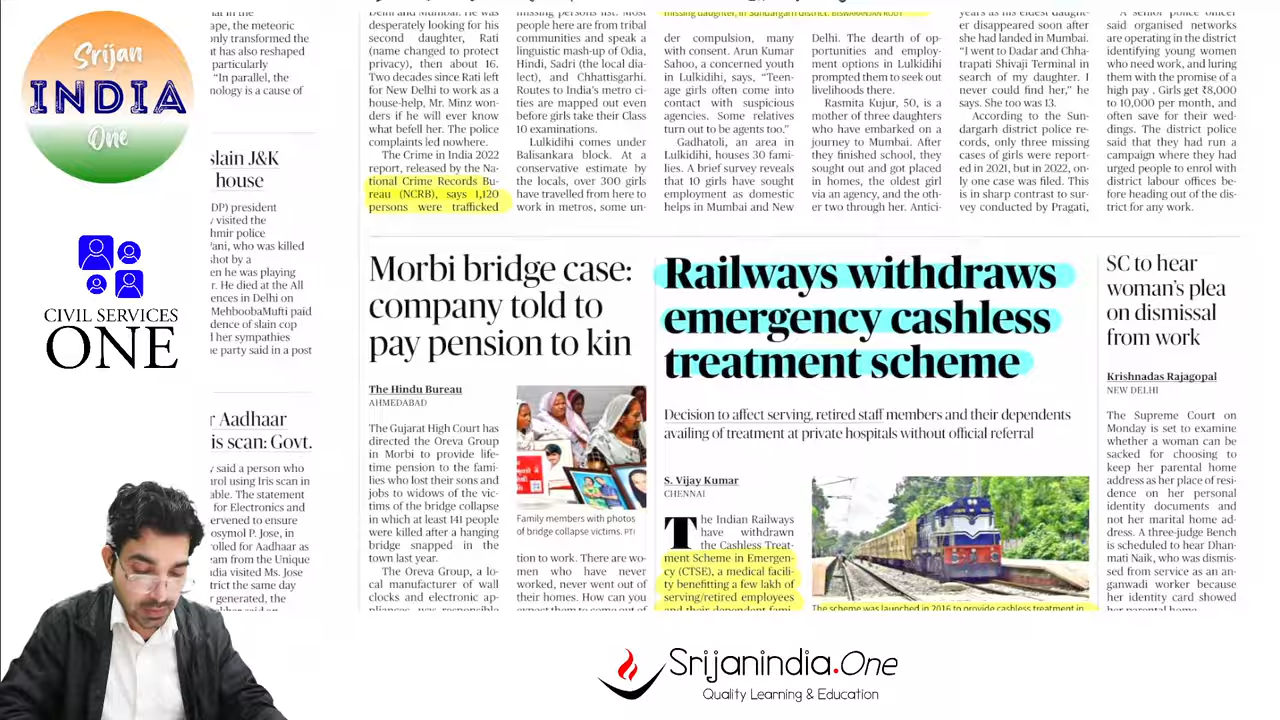 Srijan
INDIA
One
CIVIL SERVICES
ONE
ape, the meteoric
only transformed the
ut has also reshaped
particularly
"In parallel, the
nology is a cause of
slain J&K
house
DP) president
visited the
hmir police
ani, who was killed
shot by a
en he was playing
r. He died at the All
ences in Delhi on
MehboobaMufti paid
dence of slain cop
d her sympathies
e party said in a post
r Aadhaar
is scan: Govt.
said a person who
rol using Iris scan in
able. The statement
for Electronics and
ervened to ensure
osymol P. Jose, in
olled for Aadhaar as
eam from the Unique
ndia visited Ms. Jose
trict the same day
r generated, the
Delhi and Mumbai. He was
desperately looking for his
second daughter, Rati
(name changed to protect
privacy), then about 16.
Two decades since Rati left
for New Delhi to work as a
house-help, Mr. Minz won-
ders if he will ever know
what befell her. The police
complaints led nowhere.
The Crime in India 2022
report, released by the Na-
tional Crime Records Bu-
reau (NCRB), says 1,120
persons were trafficked
missing persons list. Most
people here are from tribal
communities and speak a
linguistic mash-up of Odia,
Hindi, Sadri (the local dia-
lect), and Chhattisgarhi.
Routes to India's metro ci-
ties are mapped out even
before girls take their Class
10 examinations.
Lulkidihi comes under
Balisankara block. At a
conservative estimate by
the locals, over 300 girls
have travelled from here to
work in metros, some un-
missing daughter, in Sundargarh district. BISWARANJAN ROUT
der compulsion, many
with consent. Arun Kumar
Sahoo, a concerned youth
in Lulkidihi, says, "Teen-
age girls often come into
contact with suspicious
agencies. Some relatives
turn out to be agents too."
Gadhatoli, an area in
Lulkidihi, houses 30 fami-
lies. A brief survey reveals
that 10 girls have sought
employment as domestic
helps in Mumbai and New
Delhi. The dearth of op-
portunities and employ-
ment options in Lulkidihi
prompted them to seek out
livelihoods there.
Rasmita Kujur, 50, is a
mother of three daughters
who have embarked on a
journey to Mumbai. After
they finished school, they
sought out and got placed
in homes, the oldest girl
via an agency, and the oth-
er two through her. Antici-
years as his eldest daught-
er disappeared soon after
she had landed in Mumbai.
"I went to Dadar and Chha-
trapati Shivaji Terminal in
search of my daughter. I
never could find her," he
says. She too was 13.
According to the Sun-
dargarh district police re-
cords, only three missing
cases of girls were report-
ed in 2021, but in 2022, on-
ly one case was filed. This
is in sharp contrast to sur-
vey conducted by Pragati,
A senior police officer
said organised networks
are operating in the district
identifying young women
who need work, and luring
them with the promise of a
high pay . Girls get ₹8,000
to 10,000 per month, and
often save for their wed-
dings. The district police
said that they had run a
campaign where they had
urged people to enrol with
district labour offices be-
fore heading out of the dis-
trict for any work.
Morbi bridge case:
company told to
pay pension to kin
The Hindu Bureau
AHMEDABAD
The Gujarat High Court has
directed the Oreva Group
in Morbi to provide life-
time pension to the fami-
lies who lost their sons and
jobs to widows of the vic-
tims of the bridge collapse
in which at least 141 people
were killed after a hanging
bridge snapped in the
town last year.
The Oreva Group, a lo-
cal manufacturer of wall
clocks and electronic ap-
pliances, was responsible
Family members with photos
of bridge collapse victims. PTI
tion to work. There are wo-
men who have never
worked, never went out of
their homes. How can you
expect them to come out of
Railways withdraws
emergency cashless
treatment scheme
Decision to affect serving, retired staff members and their dependents
availing of treatment at private hospitals without official referral
S. Vijay Kumar
CHENNAI
The Indian Railways
have withdrawn
the Cashless Treat-
ment Scheme in Emergen-
cy (CTSE), a medical facili-
ty benefitting a few lakh of
serving/retired employees
and their dependent fami-
The scheme was launched in 2016 to provide cashless treatment in
SC to hear
woman's plea
on dismissal
from work
Krishnadas Rajagopal
NEW DELHI
The Supreme Court on
Monday is set to examine
whether a woman can be
sacked for choosing to
keep her parental home
address as her place of resi-
dence on her personal
identity documents and
not her marital home ad-
dress. A three-judge Bench
is scheduled to hear Dhan-
mati Naik, who was dismis-
sed from service as an an-
ganwadi worker because
her identity card showed
her parental home
Srijanindia.One
Quality Learning & Education